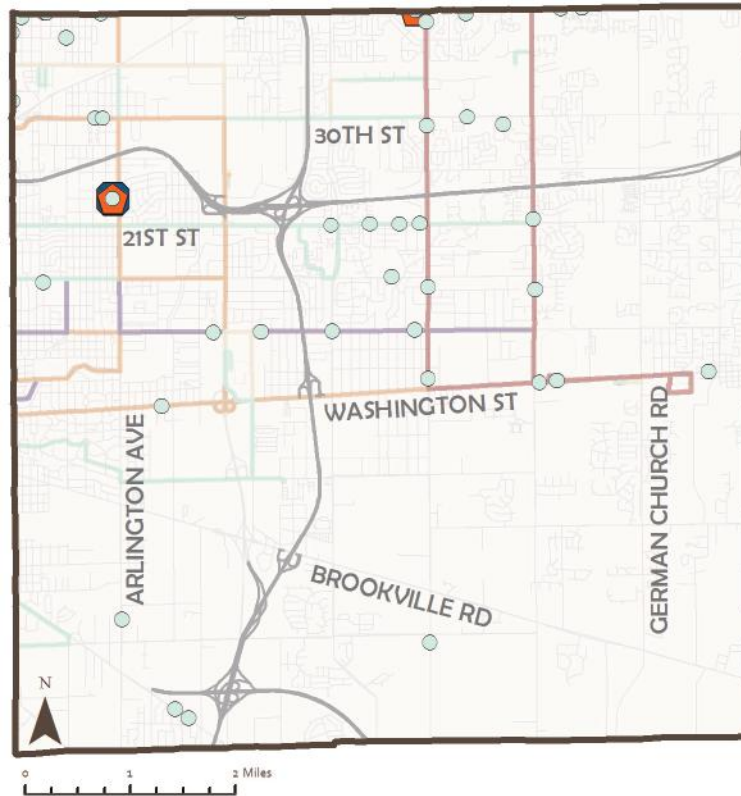 30TH ST
21ST ST
WASHINGTON ST
ARLINGTON AVE
GERMAN CHURCH RD
BROOKVILLE RD
N
0 1 2 Miles